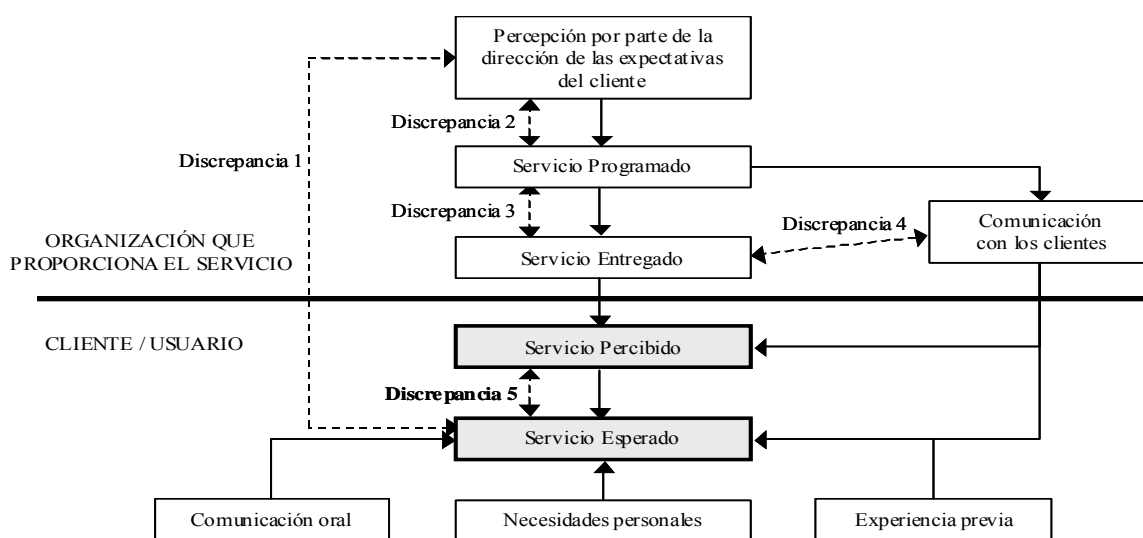 Percepción por parte de la
dirección de las expectativas
del cliente
Discrepancia 2
Discrepancia 1
Servicio Programado
Discrepancia 3
Discrepancia 4
Comunicación
con los clientes
ORGANIZACIÓN QUE
PROPORCIONA EL SERVICIO
Servicio Entregado
CLIENTE / USUARIO
Servicio Percibido
Discrepancia 5
Servicio Esperado
Comunicación oral
Necesidades personales
Experiencia previa